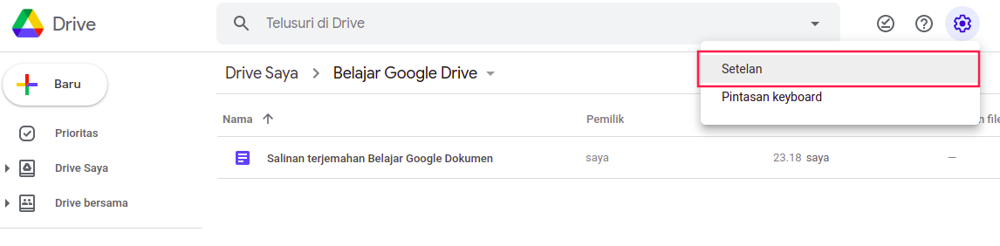 Drive
Telusuri di Drive
Baru
Drive Saya
Belajar Google Drive
Setelan
Pintasan keyboard
Nama
Pemilik
n file
Prioritas
Salinan terjemahan Belajar Google Dokumen
saya
23.18 saya
—
Drive Saya
Drive bersama